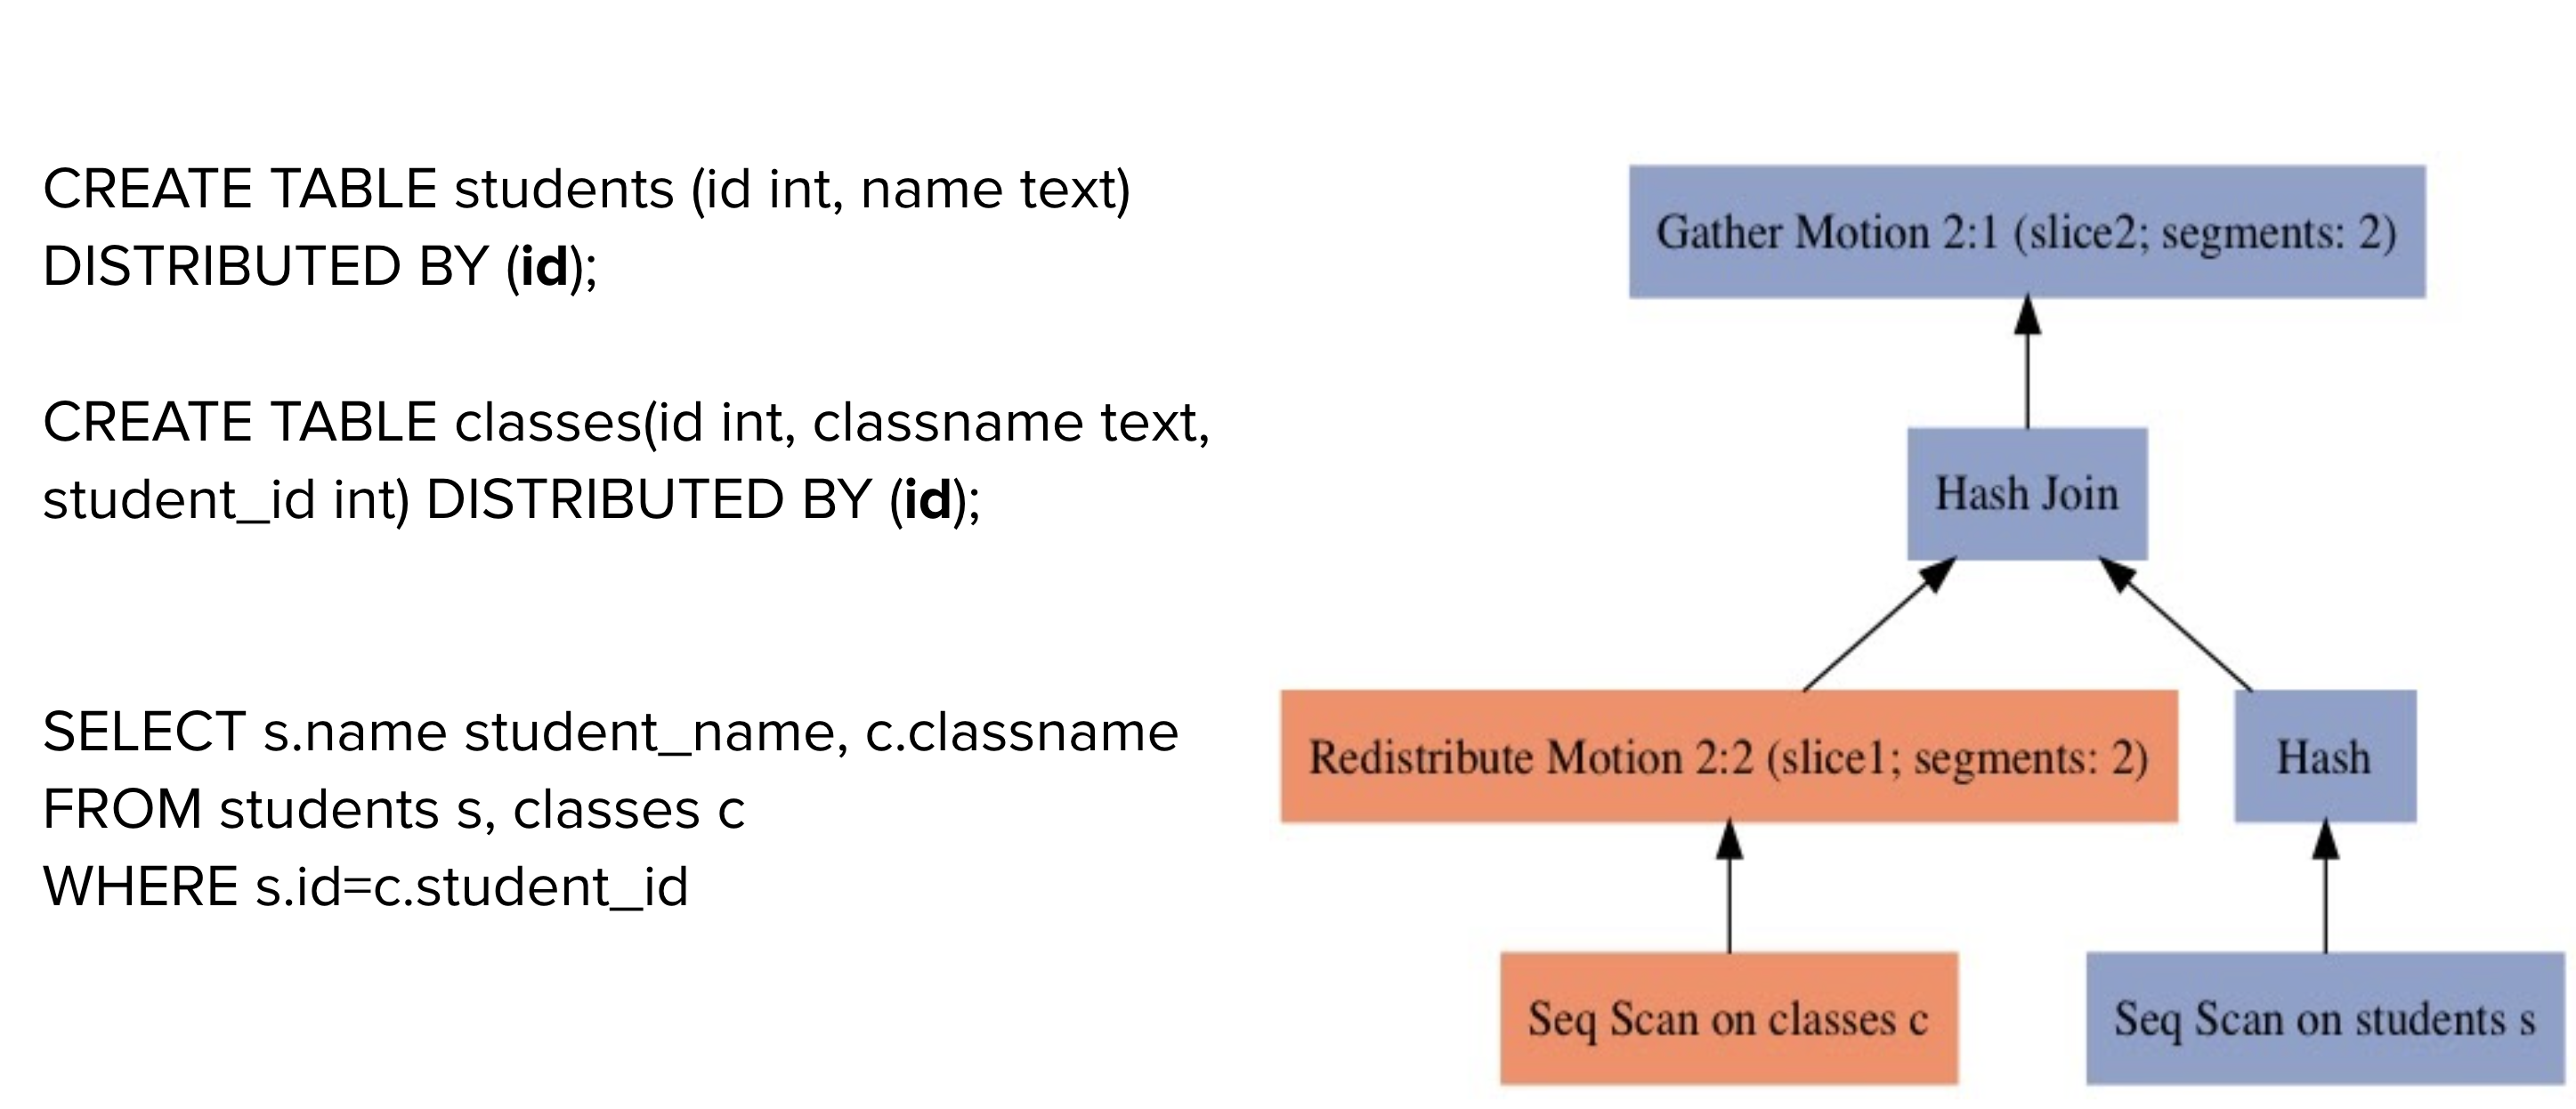 CREATE TABLE students (id int, name text)
DISTRIBUTED BY (id);
CREATE TABLE classes(id int, classname text,
student_id int) DISTRIBUTED BY (id);
SELECT s.name student_name, c.classname
FROM students s, classes c
WHERE s.id=c.student_id
Gather Motion 2:1 (slice2; segments: 2)
Hash Join
Redistribute Motion 2:2 (slice1; segments: 2)
Hash
Seq Scan on classes c
Seq Scan on students s